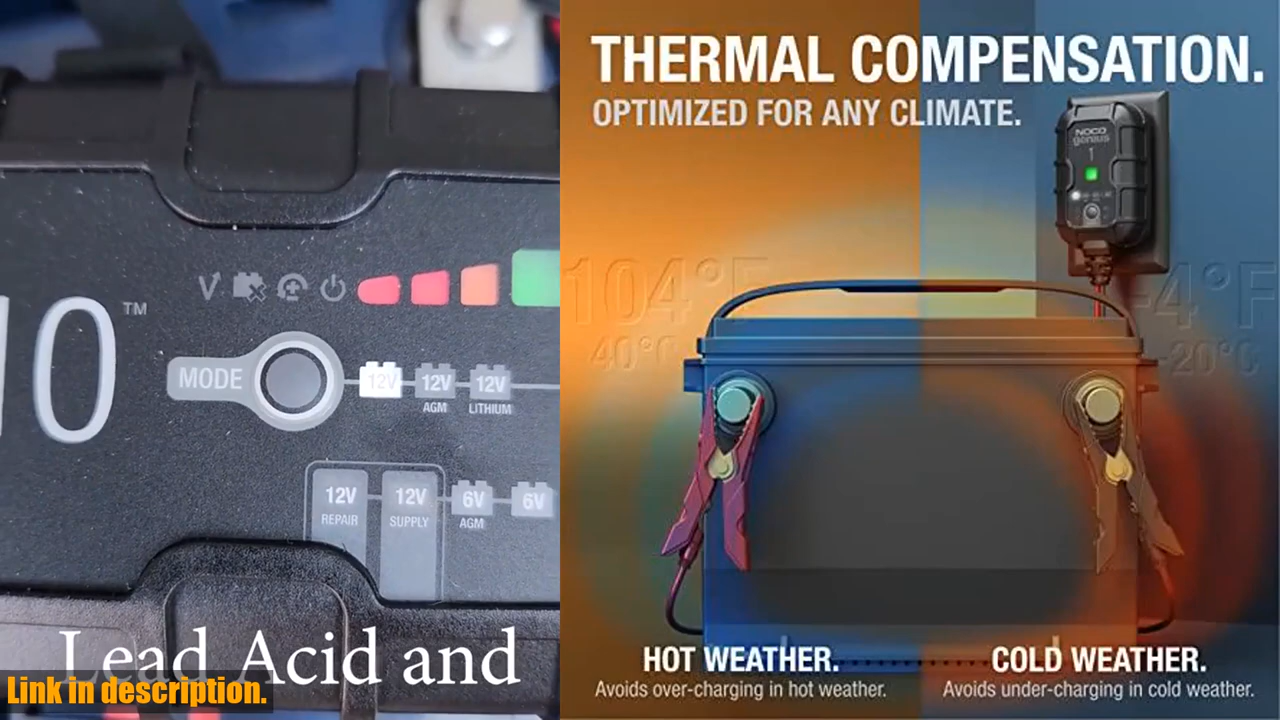 10™
MODE
12V
12V
AGM
12V
LITHIUM
12V
REPAIR
12V
SUPPLY
6V
AGM
6V
Lead Acid and
Link in description.
THERMAL COMPENSATION.
OPTIMIZED FOR ANY CLIMATE.
NOCO
genius
1
104°F
40°C
-4°F
-20°C
HOT WEATHER.
Avoids over-charging in hot weather.
COLD WEATHER.
Avoids under-charging in cold weather.